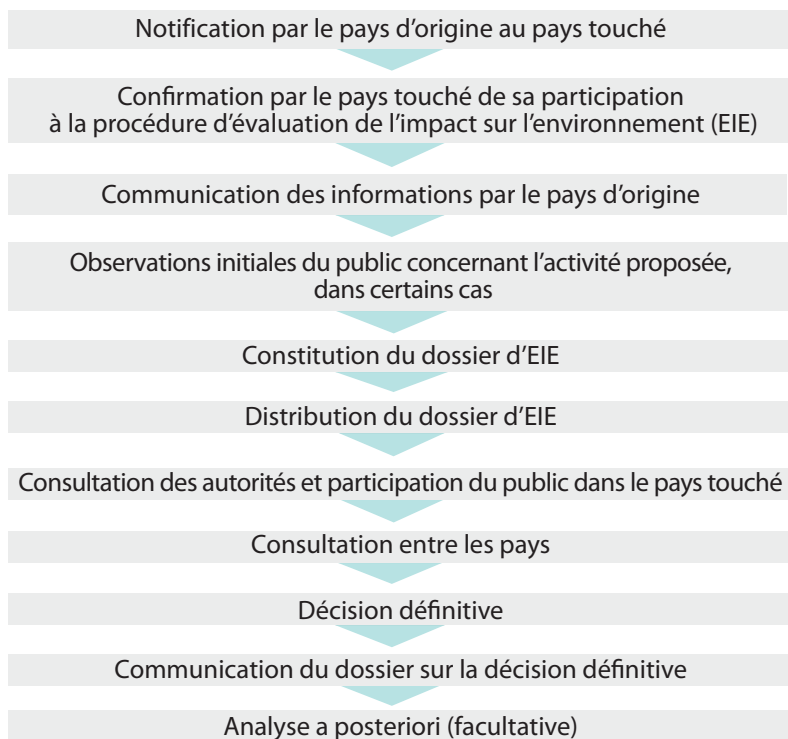 Notification par le pays d’origine au pays touché
Confirmation par le pays touché de sa participation
à la procédure d’évaluation de l’impact sur l’environnement (EIE)
Communication des informations par le pays d’origine
Observations initiales du public concernant l’activité proposée,
dans certains cas
Constitution du dossier d’EIE
Distribution du dossier d’EIE
Consultation des autorités et participation du public dans le pays touché
Consultation entre les pays
Décision définitive
Communication du dossier sur la décision définitive
Analyse a posteriori (facultative)